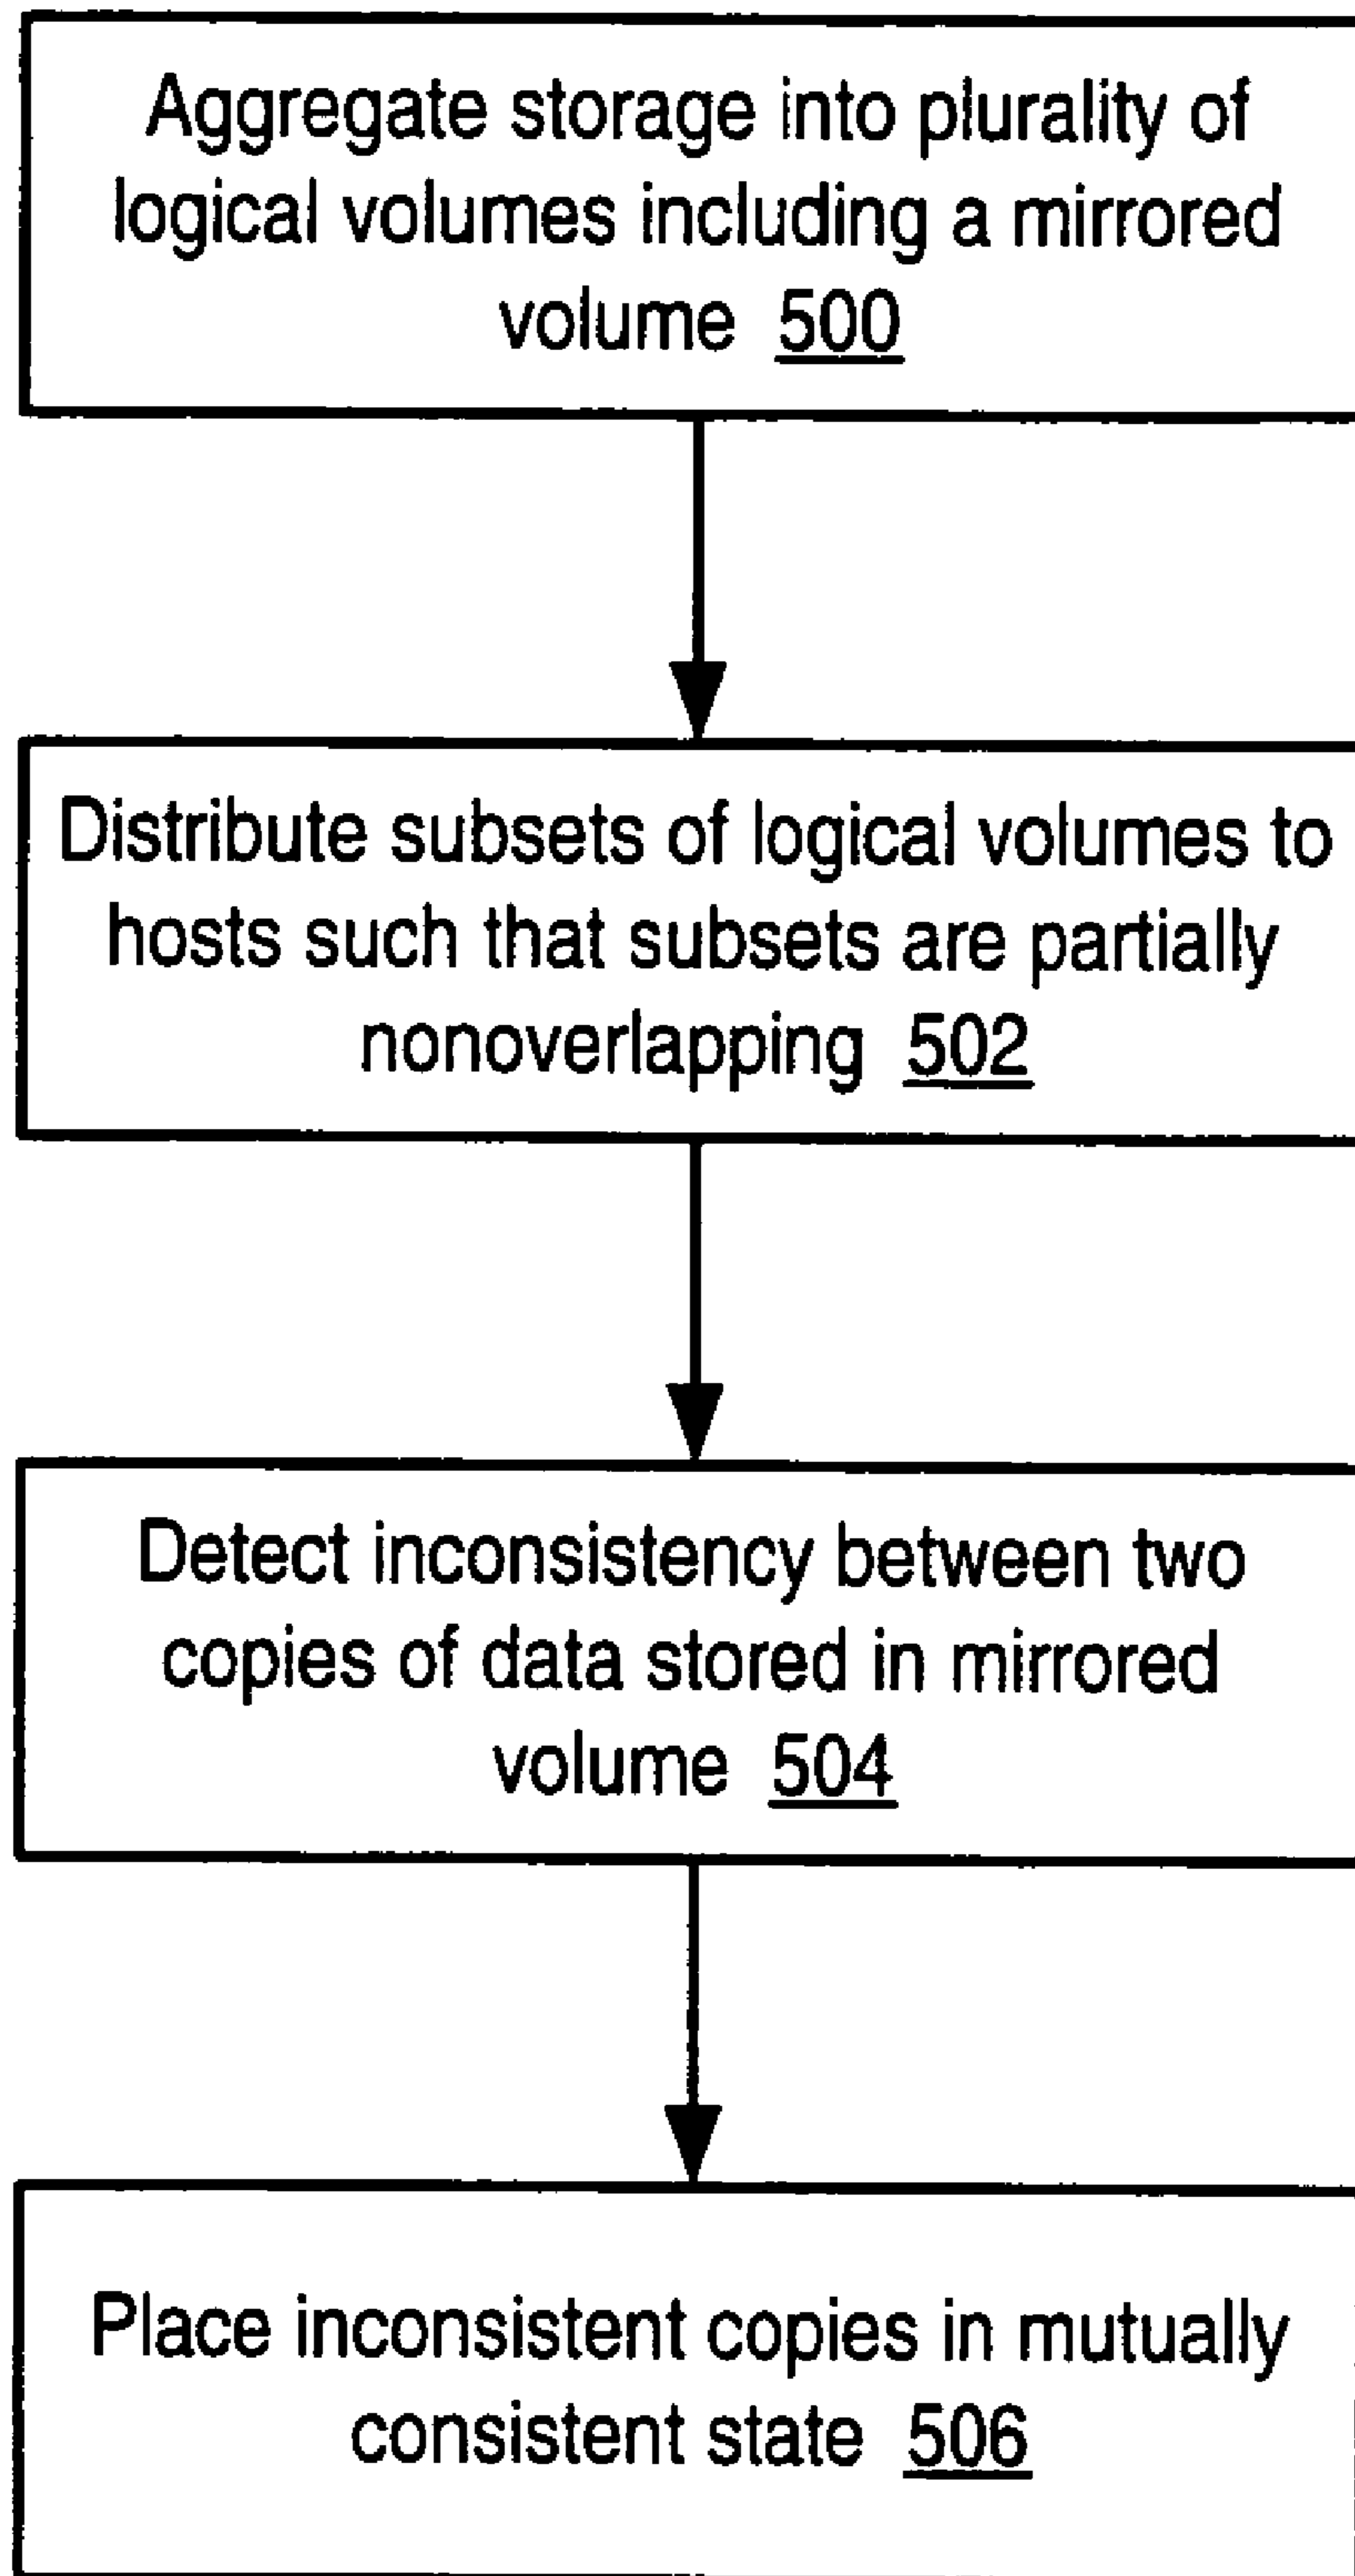 Aggregate storage into plurality of
logical volumes including a mirrored
volume 500
Distribute subsets of logical volumes to
hosts such that subsets are partially
nonoverlapping 502
Detect inconsistency between two
copies of data stored in mirrored
volume 504
Place inconsistent copies in mutually
consistent state 506